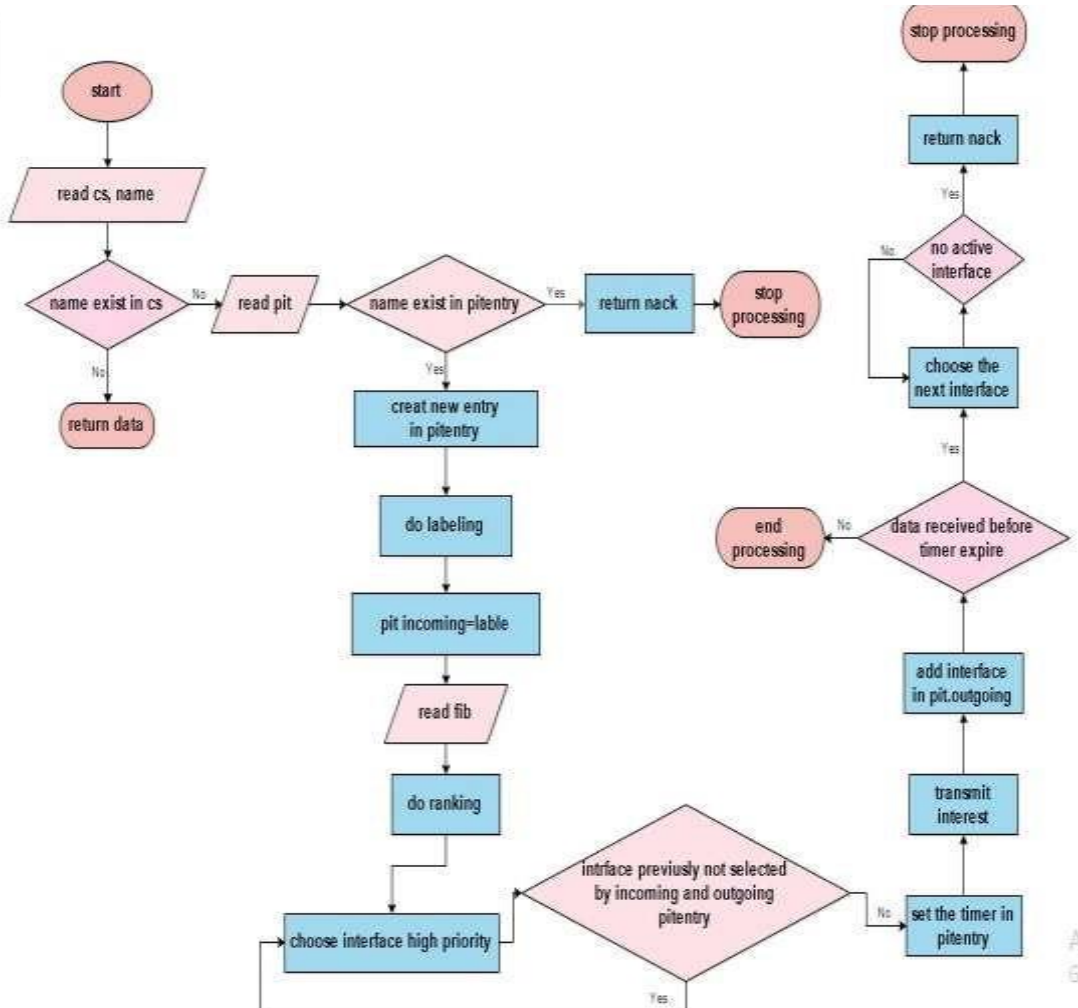 start
read cs, name
name exist in cs
No
read pit
name exist in pitentry
Yes
return nack
stop
processing
No
return data
Yes
creat new entry
in pitentry
do labeling
pit incoming=lable
read fib
do ranking
choose interface high priority
intrface previusly not selected
by incoming and outgoing
pitentry
Yes
No
set the timer in
pitentry
transmit
interest
add interface
in pit.outgoing
data received before
timer expire
No
end
processing
Yes
choose the
next interface
no active
interface
No
Yes
return nack
stop processing